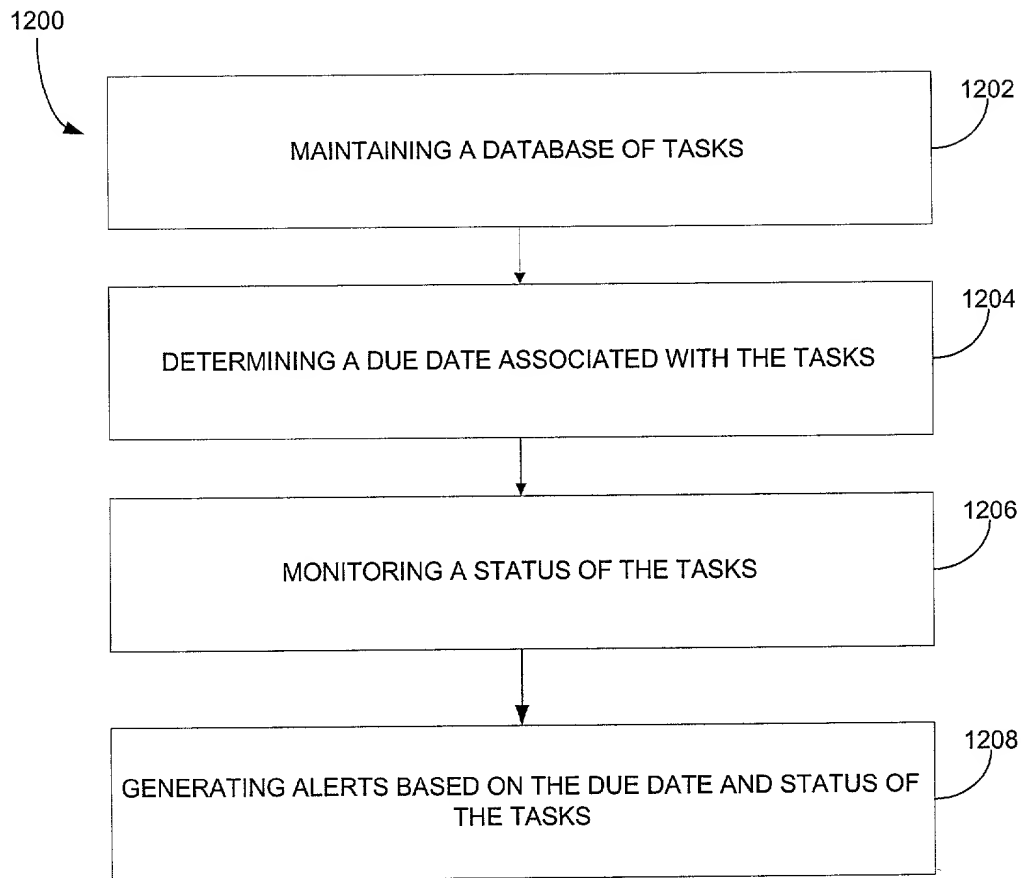 1200
1202
MAINTAINING A DATABASE OF TASKS
1204
DETERMINING A DUE DATE ASSOCIATED WITH THE TASKS
1206
MONITORING A STATUS OF THE TASKS
1208
GENERATING ALERTS BASED ON THE DUE DATE AND STATUS OF
THE TASKS